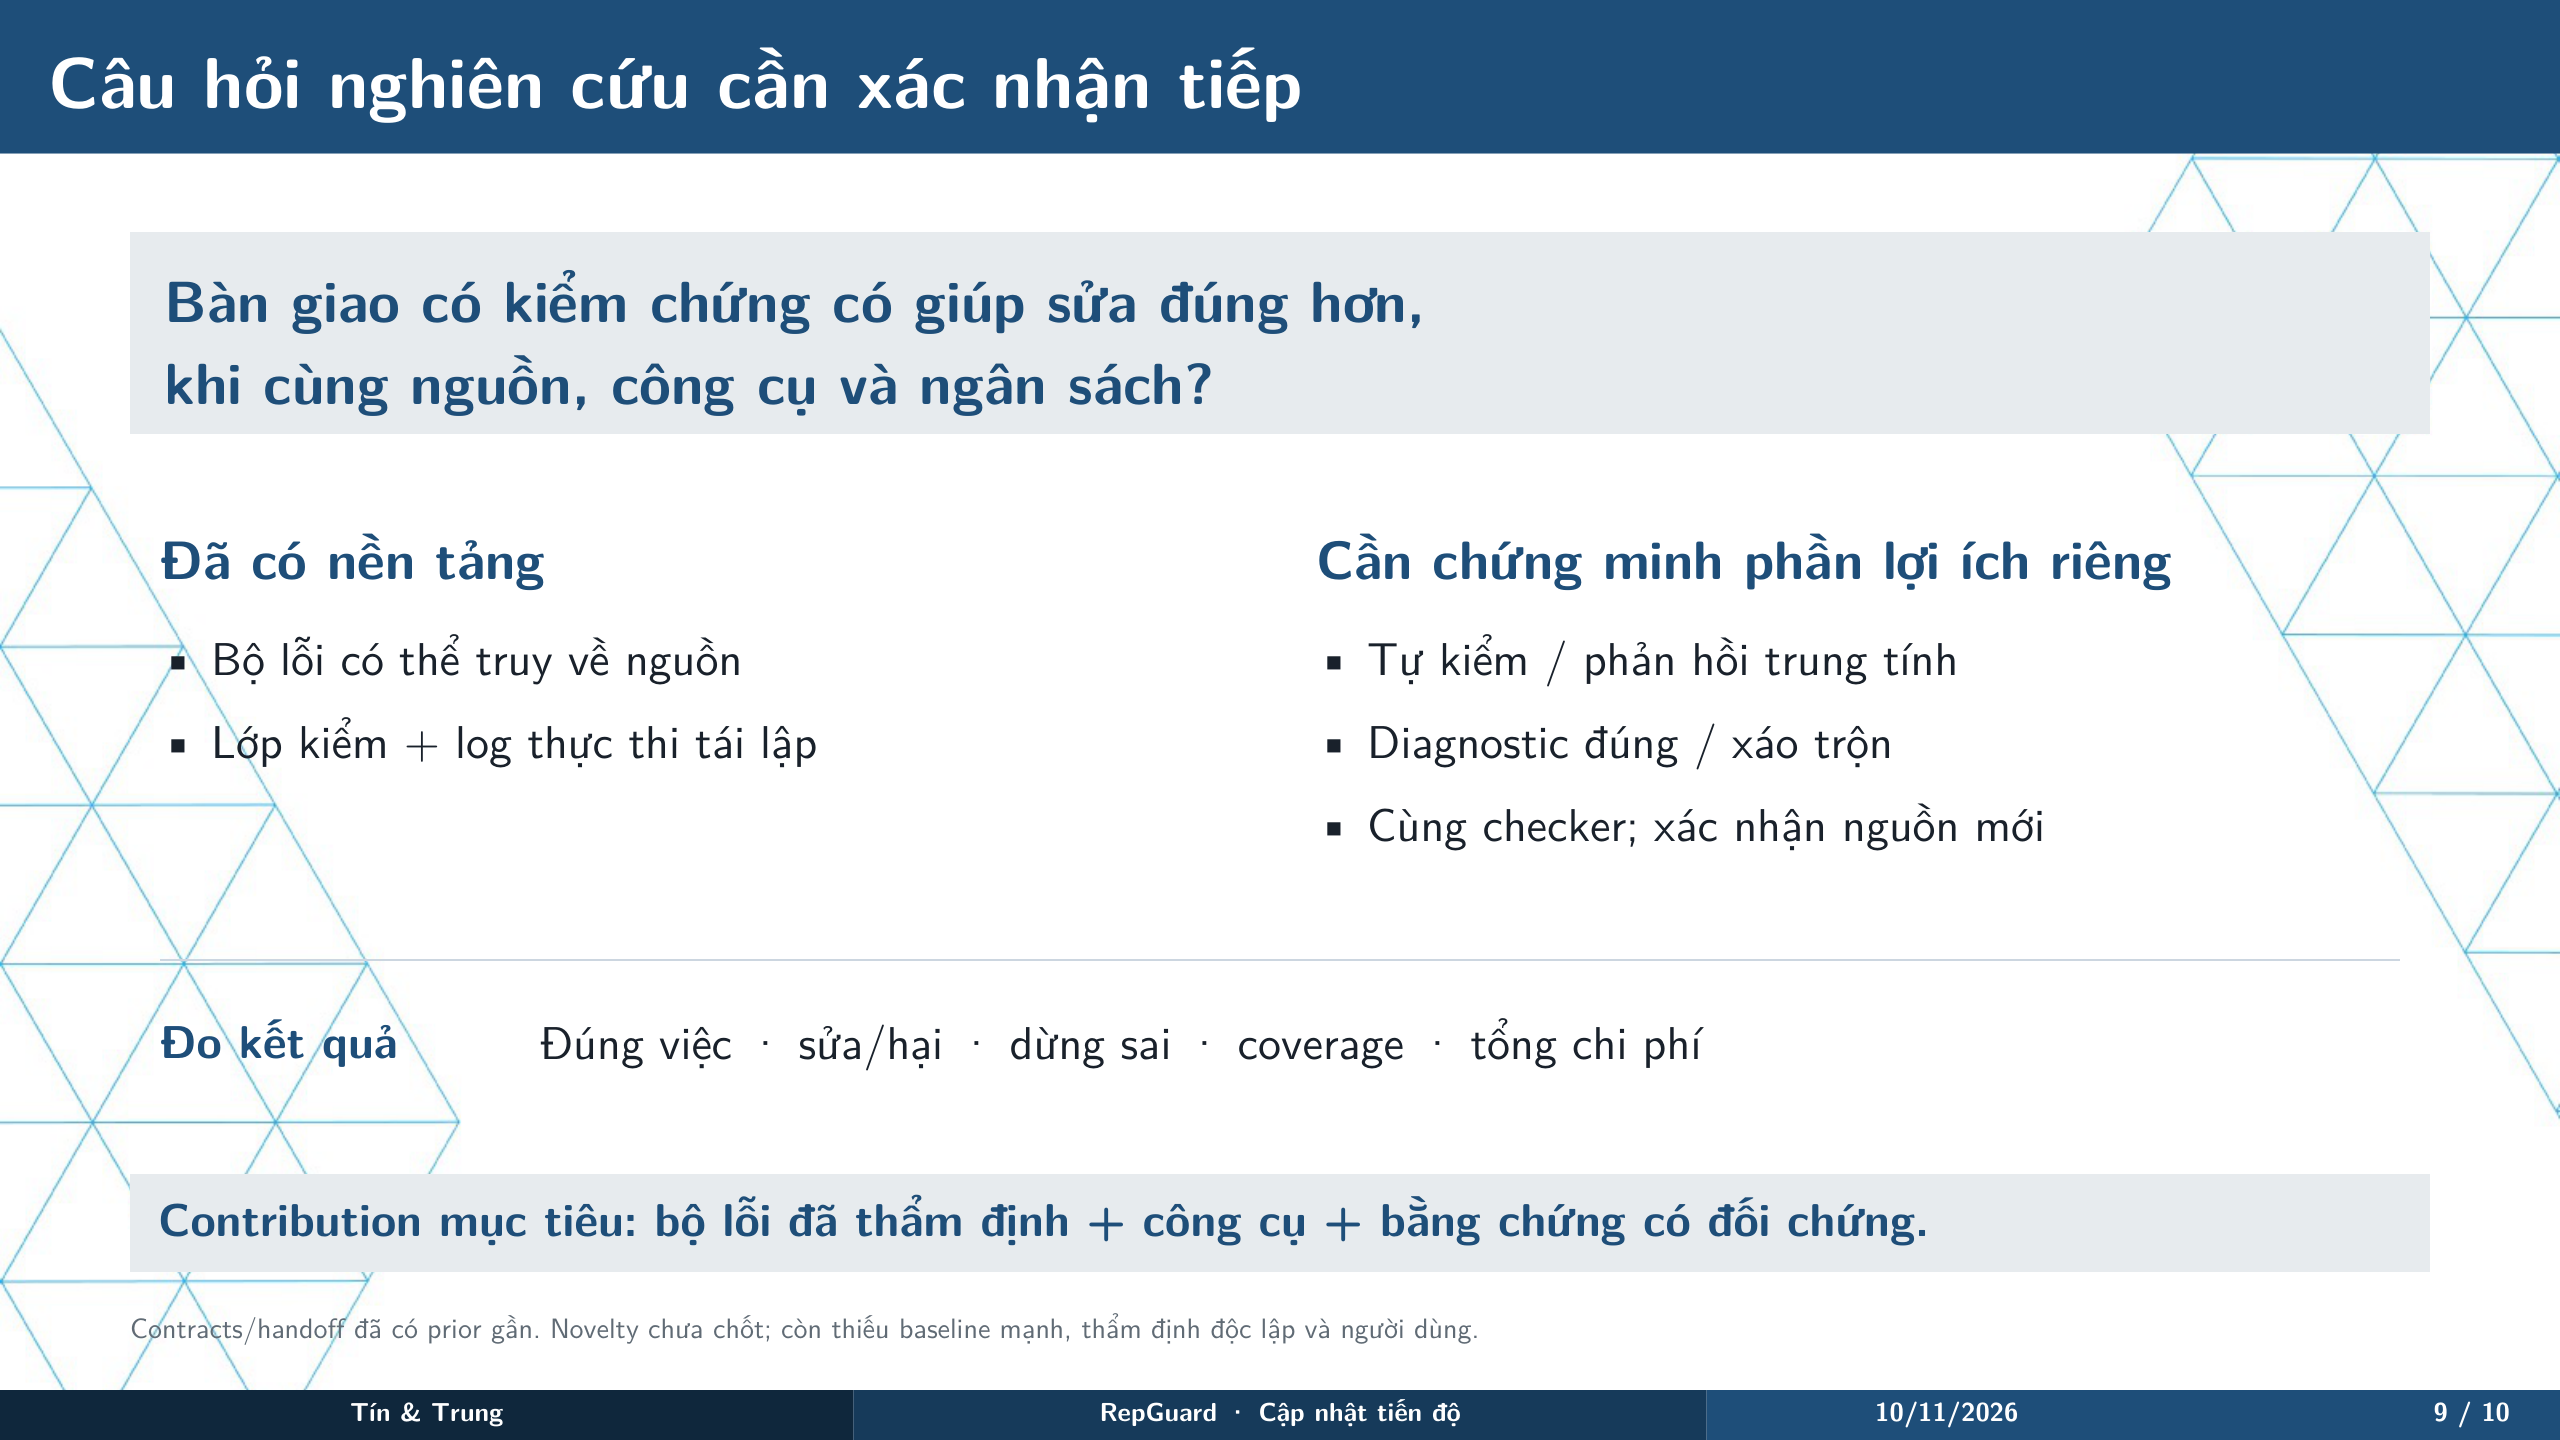 Câu hỏi nghiên cứu cần xác nhận tiếp
Bàn giao có kiểm chứng có giúp sửa đúng hơn,
khi cùng nguồn, công cụ và ngân sách?
Đã có nền tảng
▪ Bộ lỗi có thể truy về nguồn
▪ Lớp kiểm + log thực thi tái lập
Cần chứng minh phần lợi ích riêng
▪ Tự kiểm / phản hồi trung tính
▪ Diagnostic đúng / xáo trộn
▪ Cùng checker; xác nhận nguồn mới
Đo kết quả
Đúng việc · sửa/hại · dừng sai · coverage · tổng chi phí
Contribution mục tiêu: bộ lỗi đã thẩm định + công cụ + bằng chứng có đối chứng.
Contracts/handoff đã có prior gần. Novelty chưa chốt; còn thiếu baseline mạnh, thẩm định độc lập và người dùng.
Tín & Trung
RepGuard · Cập nhật tiến độ
10/11/2026
9 / 10